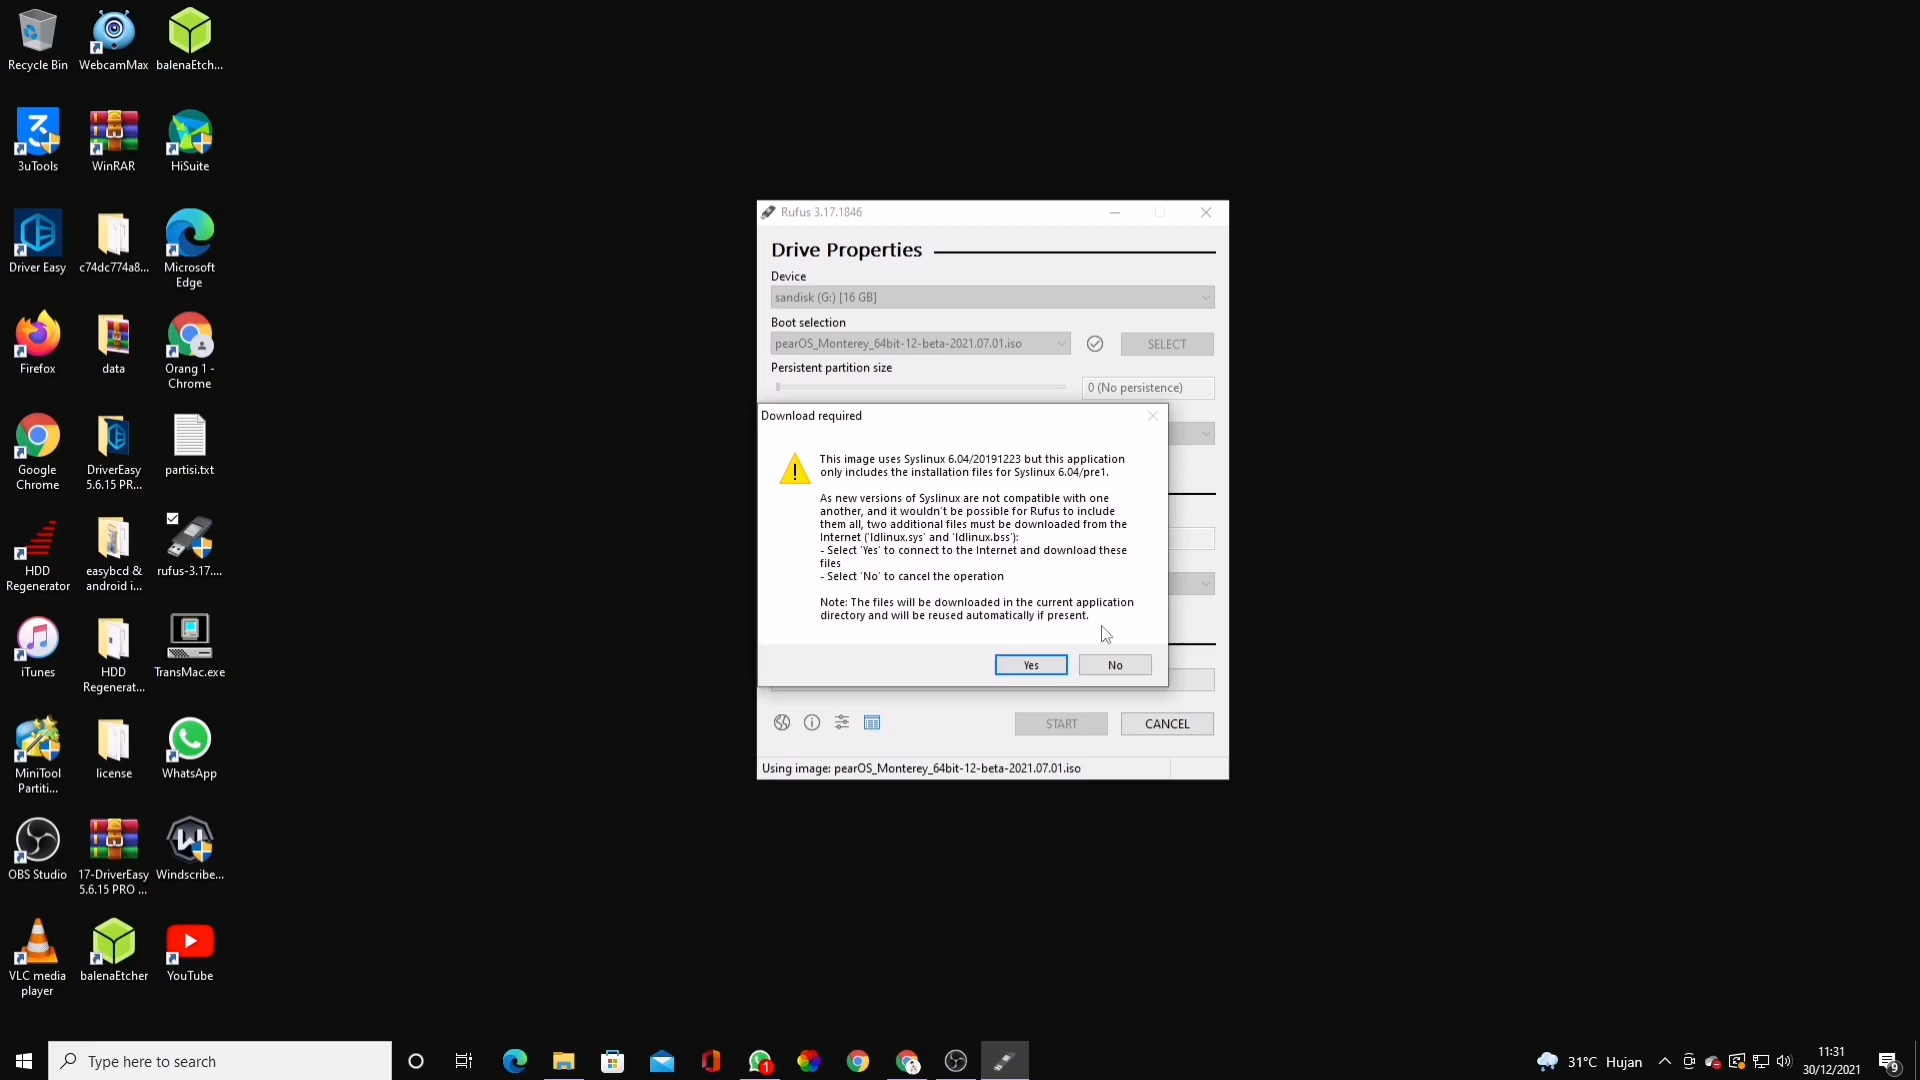 Recycle Bin
WebcamMax
balenaEtch...
3uTools
WinRAR
HiSuite
Driver Easy
c74dc774a8...
Microsoft
Edge
Firefox
data
Orang 1 -
Chrome
Google
Chrome
DriverEasy
5.6.15 PR...
partisi.txt
HDD
Regenerator
easybcd &
android i...
rufus-3.17....
iTunes
HDD
Regenerat...
TransMac.exe
MiniTool
Partiti...
license
WhatsApp
OBS Studio
17-DriverEasy
5.6.15 PRO ...
Windscribe...
VLC media
player
balenaEtcher
YouTube
Rufus 3.17.1846
Drive Properties
Device
sandisk (G:) [16 GB]
Boot selection
pearOS_Monterey_64bit-12-beta-2021.07.01.iso
SELECT
Persistent partition size
0 (No persistence)
Download required
This image uses Syslinux 6.04/20191223 but this application
only includes the installation files for Syslinux 6.04/pre1.
As new versions of Syslinux are not compatible with one
another, and it wouldn't be possible for Rufus to include
them all, two additional files must be downloaded from the
Internet ('ldlinux.sys' and 'ldlinux.bss'):
- Select 'Yes' to connect to the Internet and download these
files
- Select 'No' to cancel the operation
Note: The files will be downloaded in the current application
directory and will be reused automatically if present.
Yes
No
START
CANCEL
Using image: pearOS_Monterey_64bit-12-beta-2021.07.01.iso
Type here to search
1
31°C Hujan
11:31
30/12/2021
9